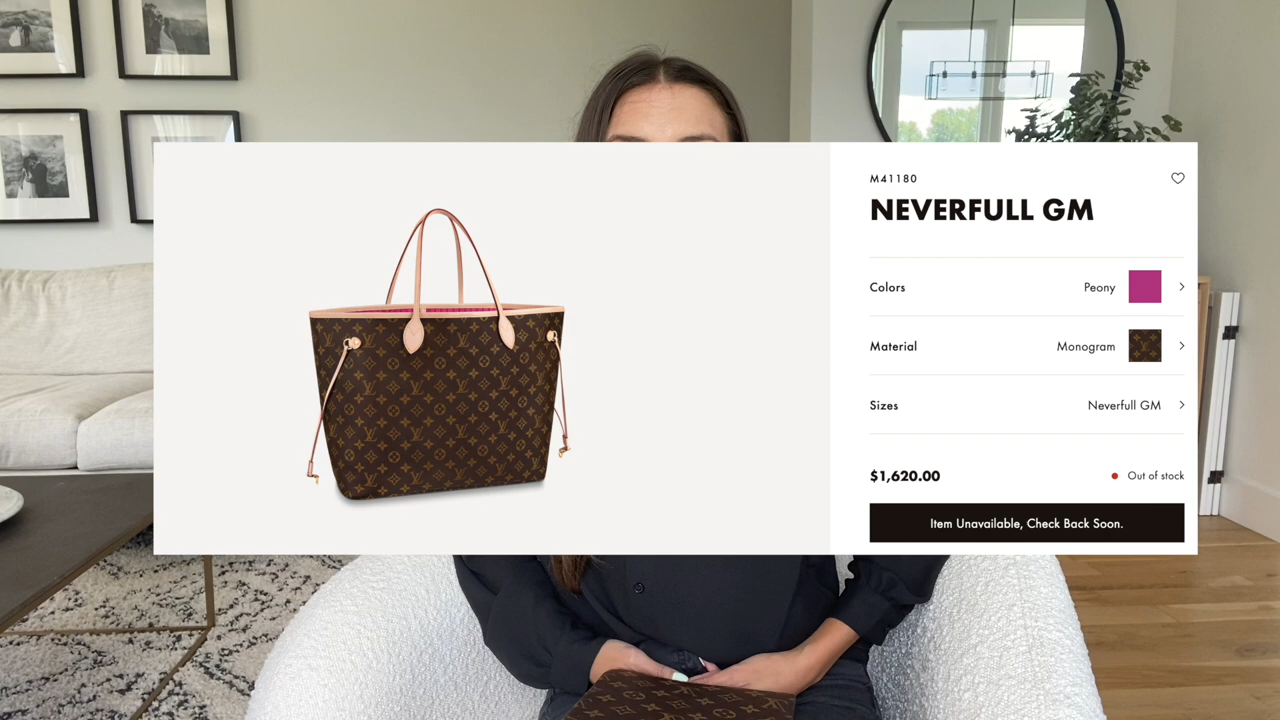 M41180
NEVERFULL GM
Colors Peony
Material Monogram
Sizes Neverfull GM
$1,620.00 Out of stock
Item Unavailable, Check Back Soon.